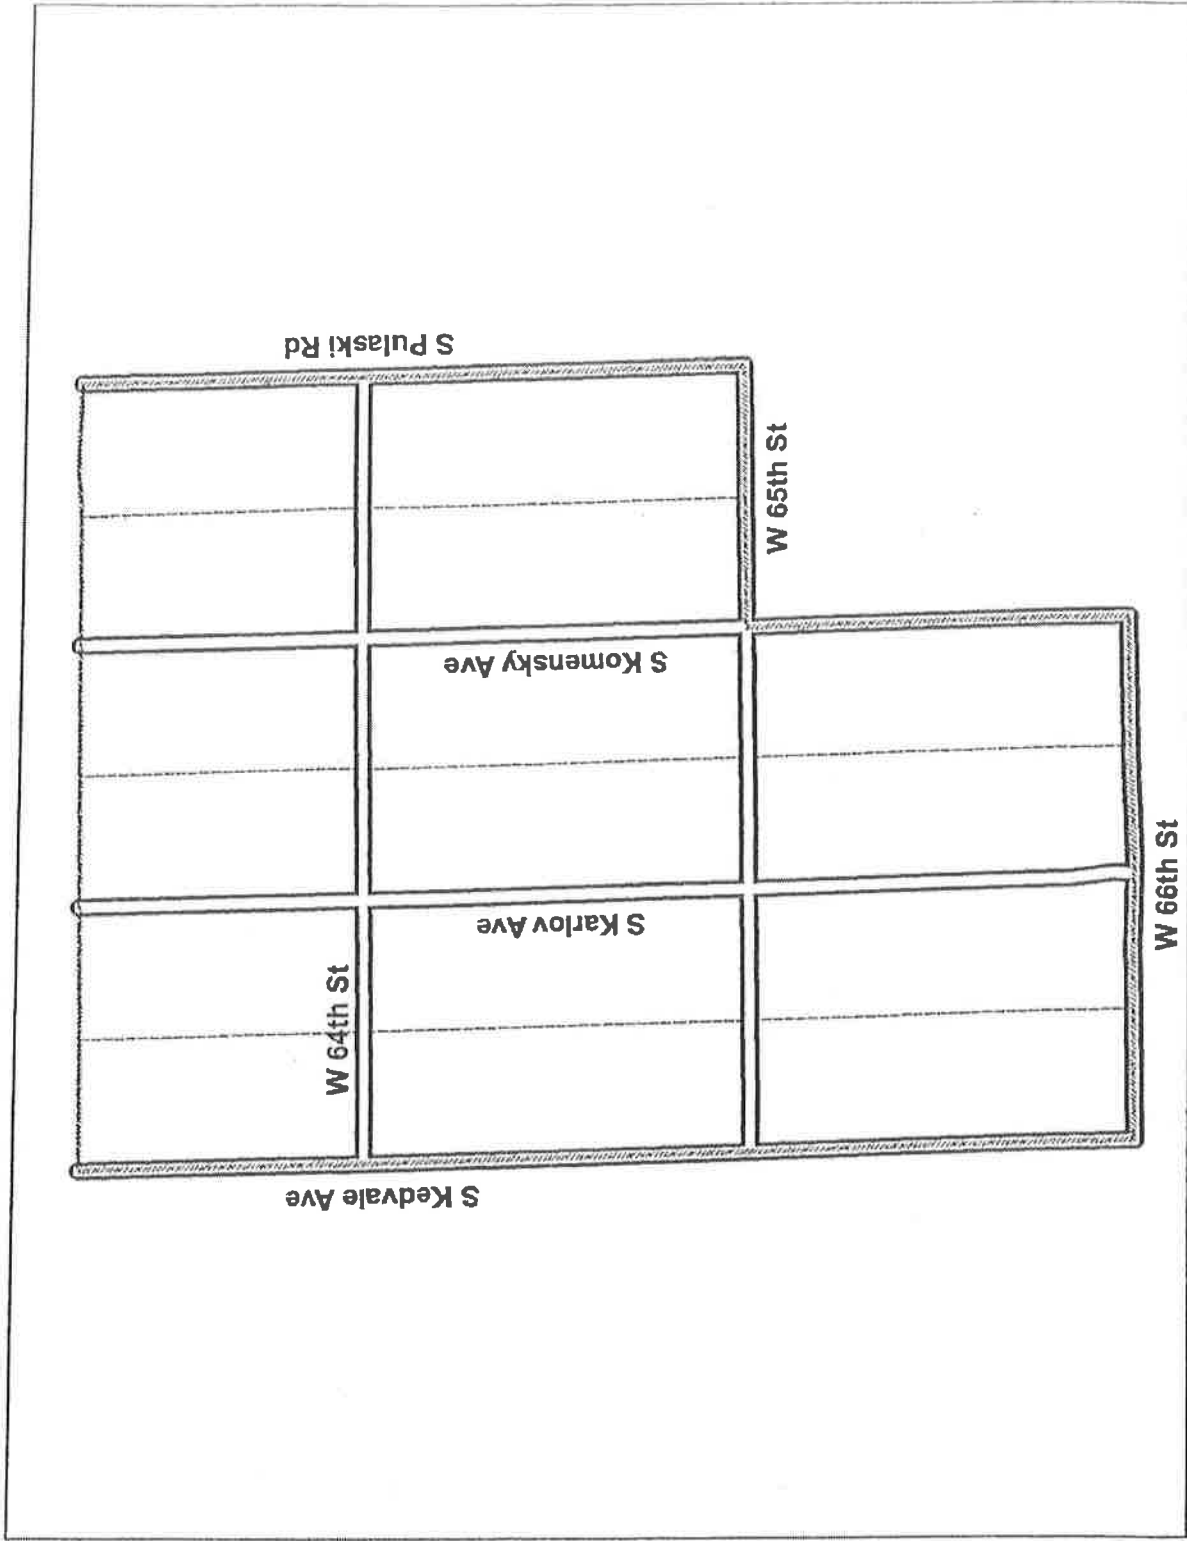 S Pulaski Rd
W 65th St
S Komensky Ave
S Karlov Ave
W 64th St
W 66th St
S Kedvale Ave